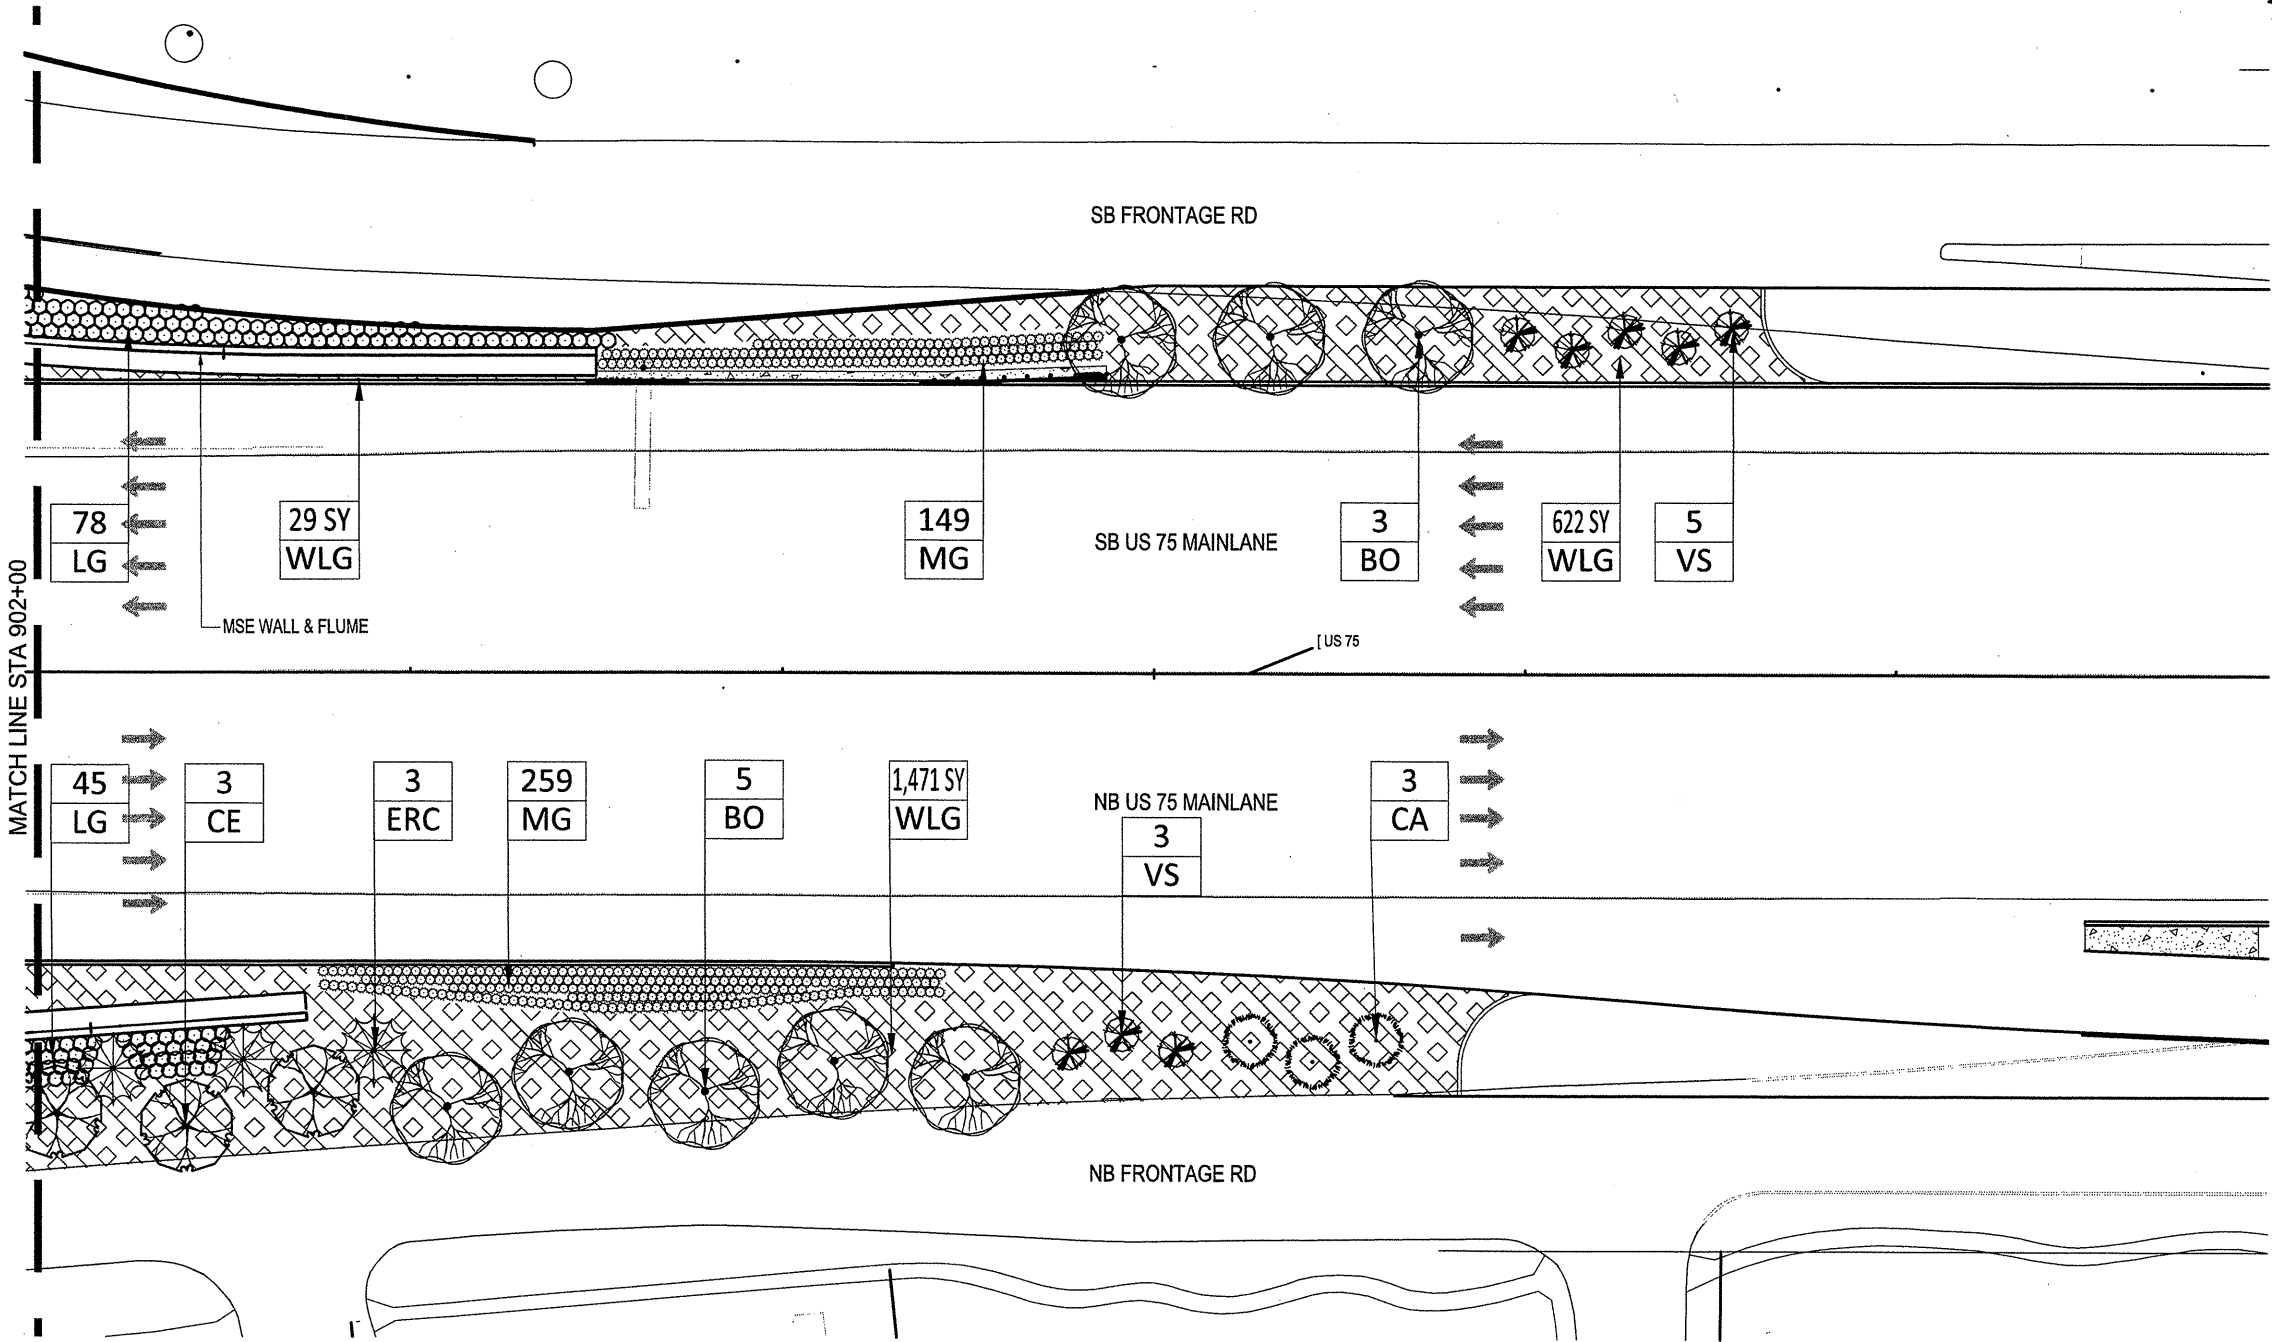 SB FRONTAGE RD
78
LG
29 SY
WLG
149
MG
SB US 75 MAINLANE
3
BO
622 SY
WLG
5
VS
MSE WALL & FLUME
[ US 75
MATCH LINE STA 902+00
45
LG
3
CE
3
ERC
259
MG
5
BO
1,471 SY
WLG
NB US 75 MAINLANE
3
VS
3
CA
NB FRONTAGE RD